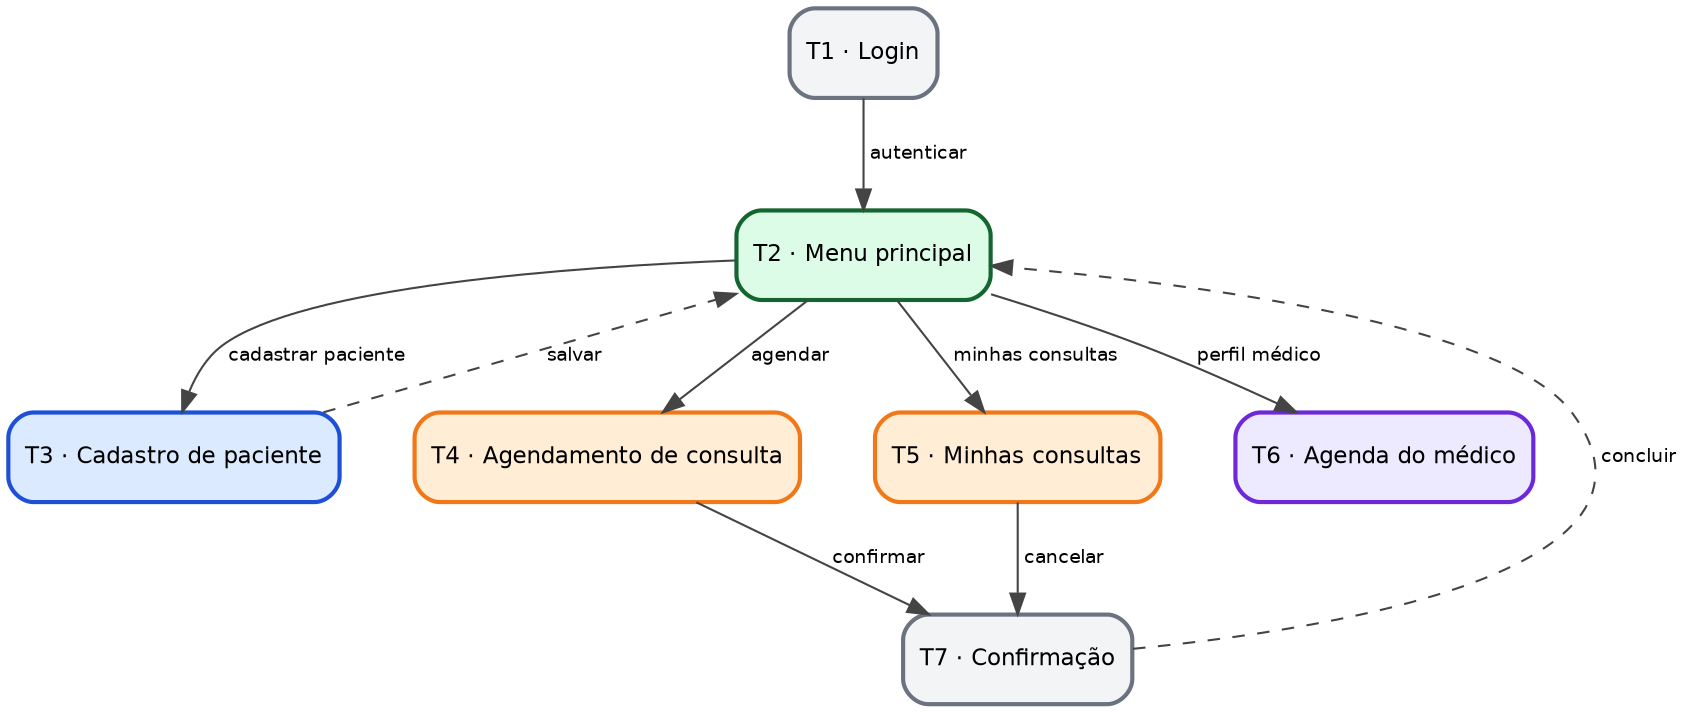 T1 · Login
autenticar
T2 · Menu principal
cadastrar paciente
salvar
agendar
minhas consultas
perfil médico
T3 · Cadastro de paciente
T4 · Agendamento de consulta
T5 · Minhas consultas
T6 · Agenda do médico
concluir
confirmar
cancelar
T7 · Confirmação